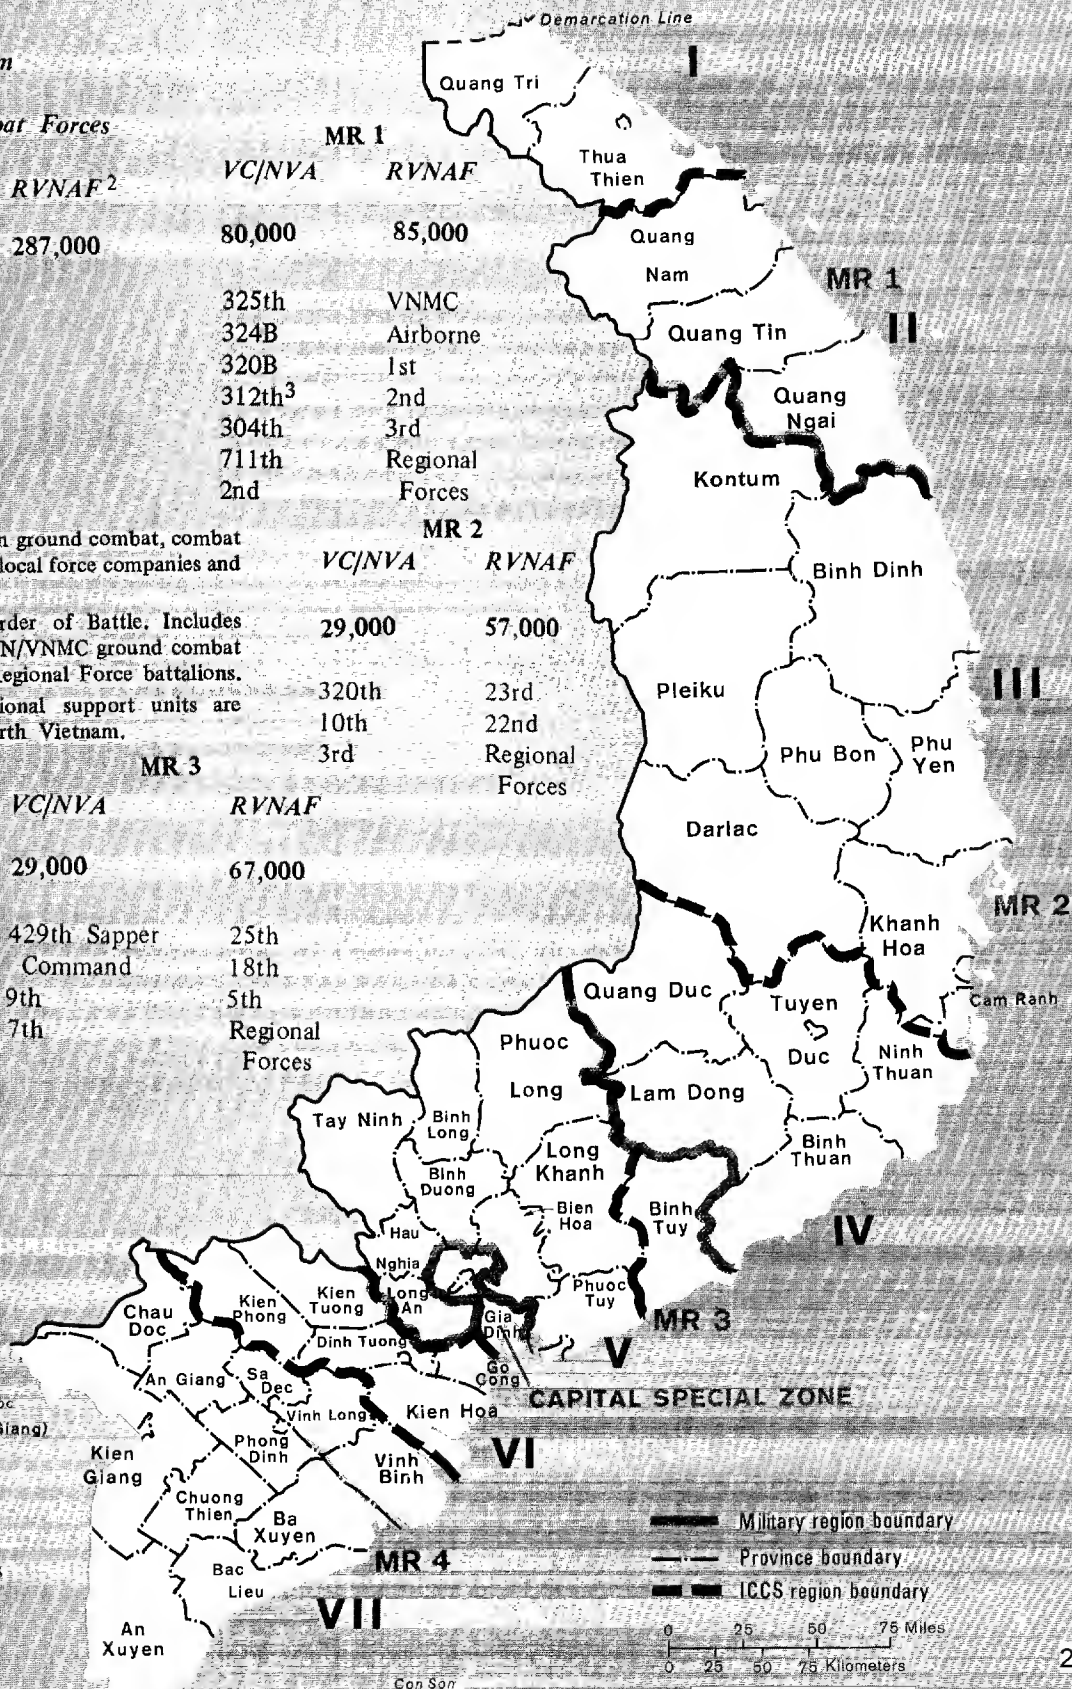 Demarcation Line
I
Forces
RVNAF²
287,000
MR 1
VC/NVA RVNAF
80,000 85,000
325th VNMC
324B Airborne
320B 1st
312th³ 2nd
304th 3rd
711th Regional
2nd Forces
n ground combat, combat
local force companies and
rder of Battle. Includes
N/VNMC ground combat
egional Force battalions.
ional support units are
rth Vietnam.
MR 2
VC/NVA RVNAF
29,000 57,000
320th 23rd
10th 22nd
3rd Regional
Forces
MR 3
VC/NVA RVNAF
29,000 67,000
429th Sapper 25th
Command 18th
9th 5th
7th Regional
Forces
Quang Tri
Thua
Thien
Quang
Nam
MR 1
Quang Tin
II
Quang
Ngai
Kontum
Binh Dinh
Pleiku
III
Phu Bon
Phu
Yen
Darlac
MR 2
Khanh
Hoa
Cam Ranh
Quang Duc
Tuyen
Duc
Ninh
Thuan
Phuoc
Long
Lam Dong
Binh
Thuan
Tay Ninh
Binh
Long
Long
Khanh
Binh
Duong
Bien
Hoa
Binh
Tuy
IV
Hau
Nghia
Long
An
Phuoc
Tuy
MR 3
Gia
Dinh
V
Kien
Tuong
Kien
Phong
Chau
Doc
Dinh Tuong
Go
Cong
CAPITAL SPECIAL ZONE
An Giang
Sa
Dec
Vinh Long
Kien Hoa
oc
Giang)
VI
Phong
Dinh
Vinh
Binh
Kien
Giang
Chuong
Thien
Ba
Xuyen
MR 4
Bac
Lieu
VII
An
Xuyen
Con Son
Military region boundary
Province boundary
ICCS region boundary
0 25 50 75 Miles
0 25 50 75 Kilometers
2